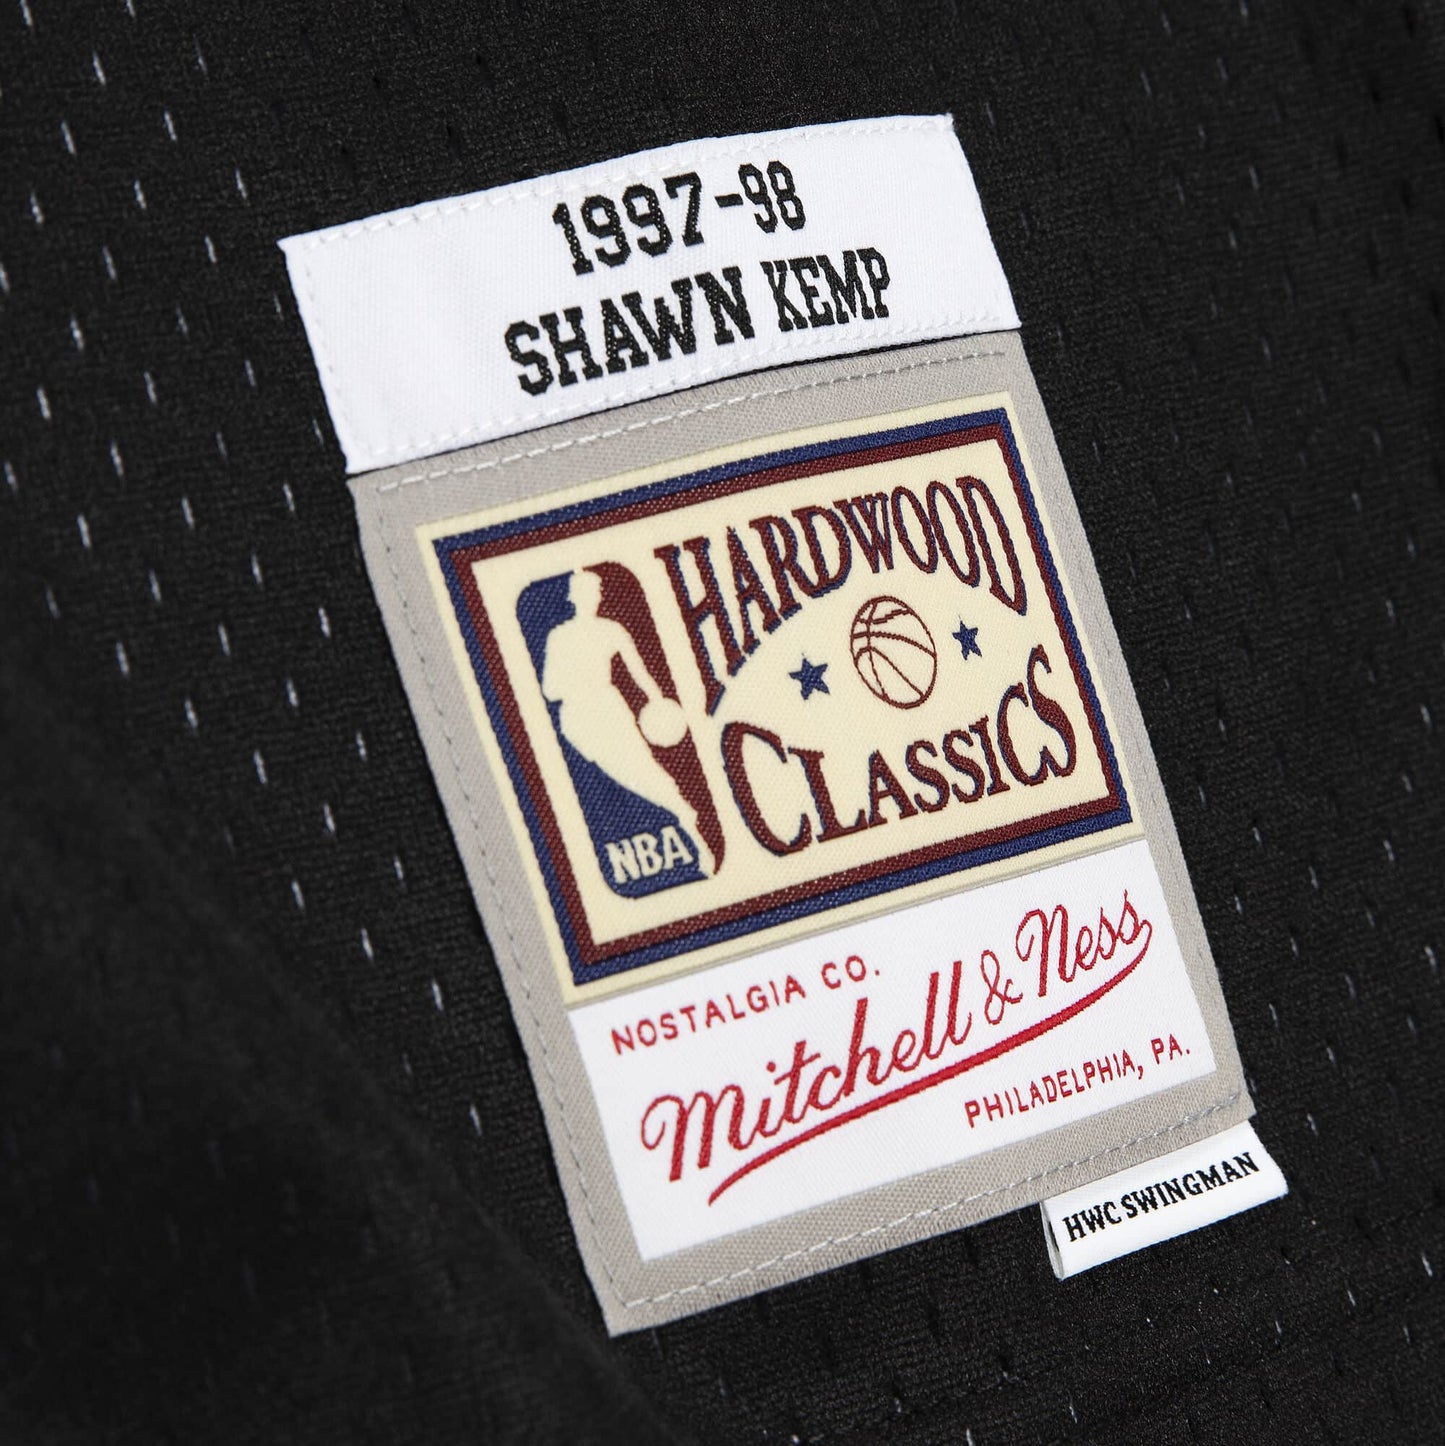 1997-98
SHAWN KEMP
HARDWOOD
CLASSICS
NBA
NOSTALGIA CO.
Mitchell & Ness
PHILADELPHIA, PA.
HWC SWINGMAN